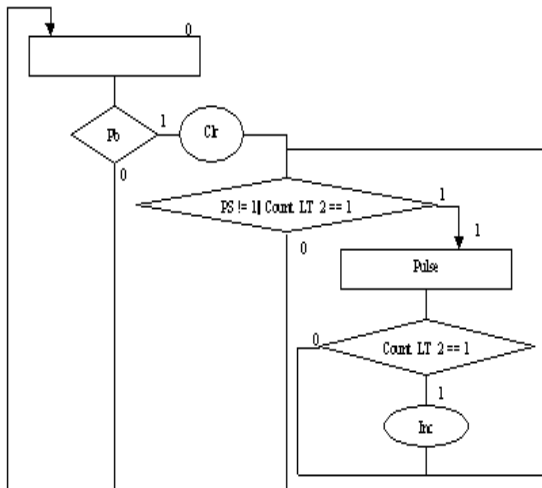 0
1
Pb
Clr
0
PS != 1|| Count LT 2 == 1
1
0
1
Pulse
0
Count LT 2 == 1
1
Inc